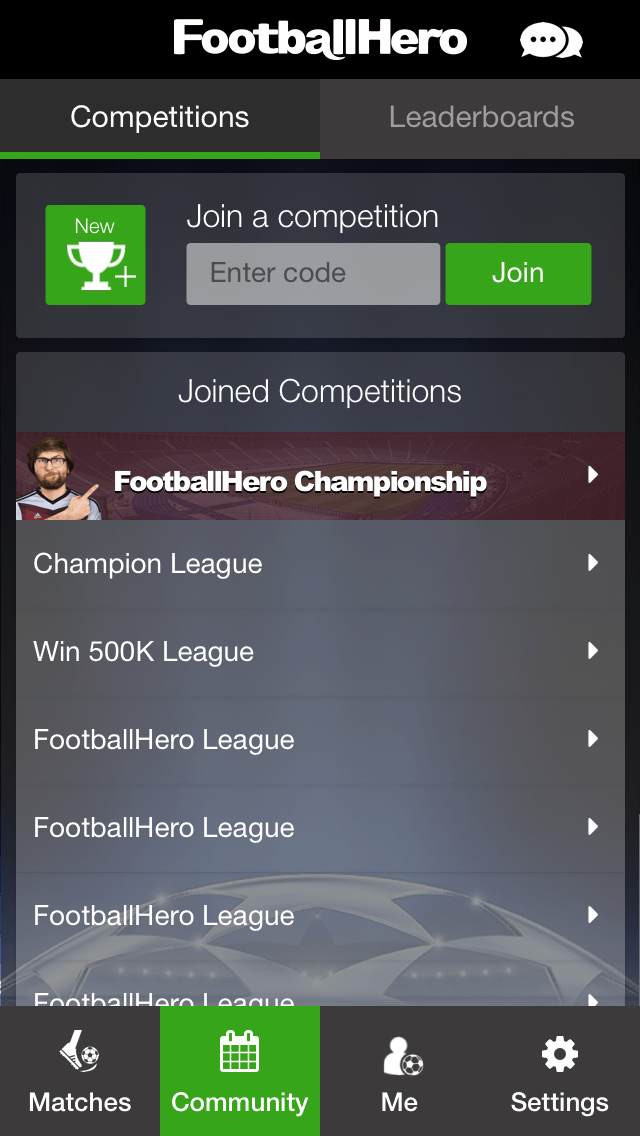 FootballHero
Competitions
Leaderboards
New
Join a competition
Enter code
Join
Joined Competitions
FootballHero Championship
Champion League
Win 500K League
FootballHero League
FootballHero League
FootballHero League
FootballHero League
Matches
Community
Me
Settings